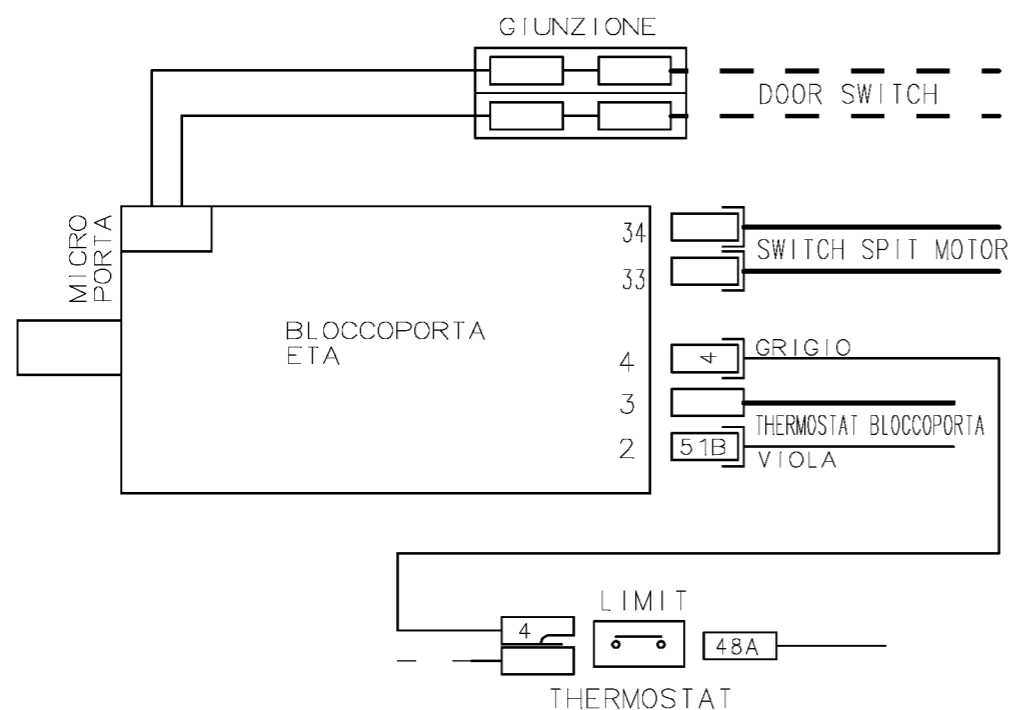 GIUNZIONE
DOOR SWITCH
MICRO
PORTA
34
SWITCH SPIT MOTOR
33
BLOCCOPORTA
ETA
4
4
GRIGIO
3
THERMOSTAT BLOCCOPORTA
2
51B
VIOLA
LIMIT
4
48A
THERMOSTAT